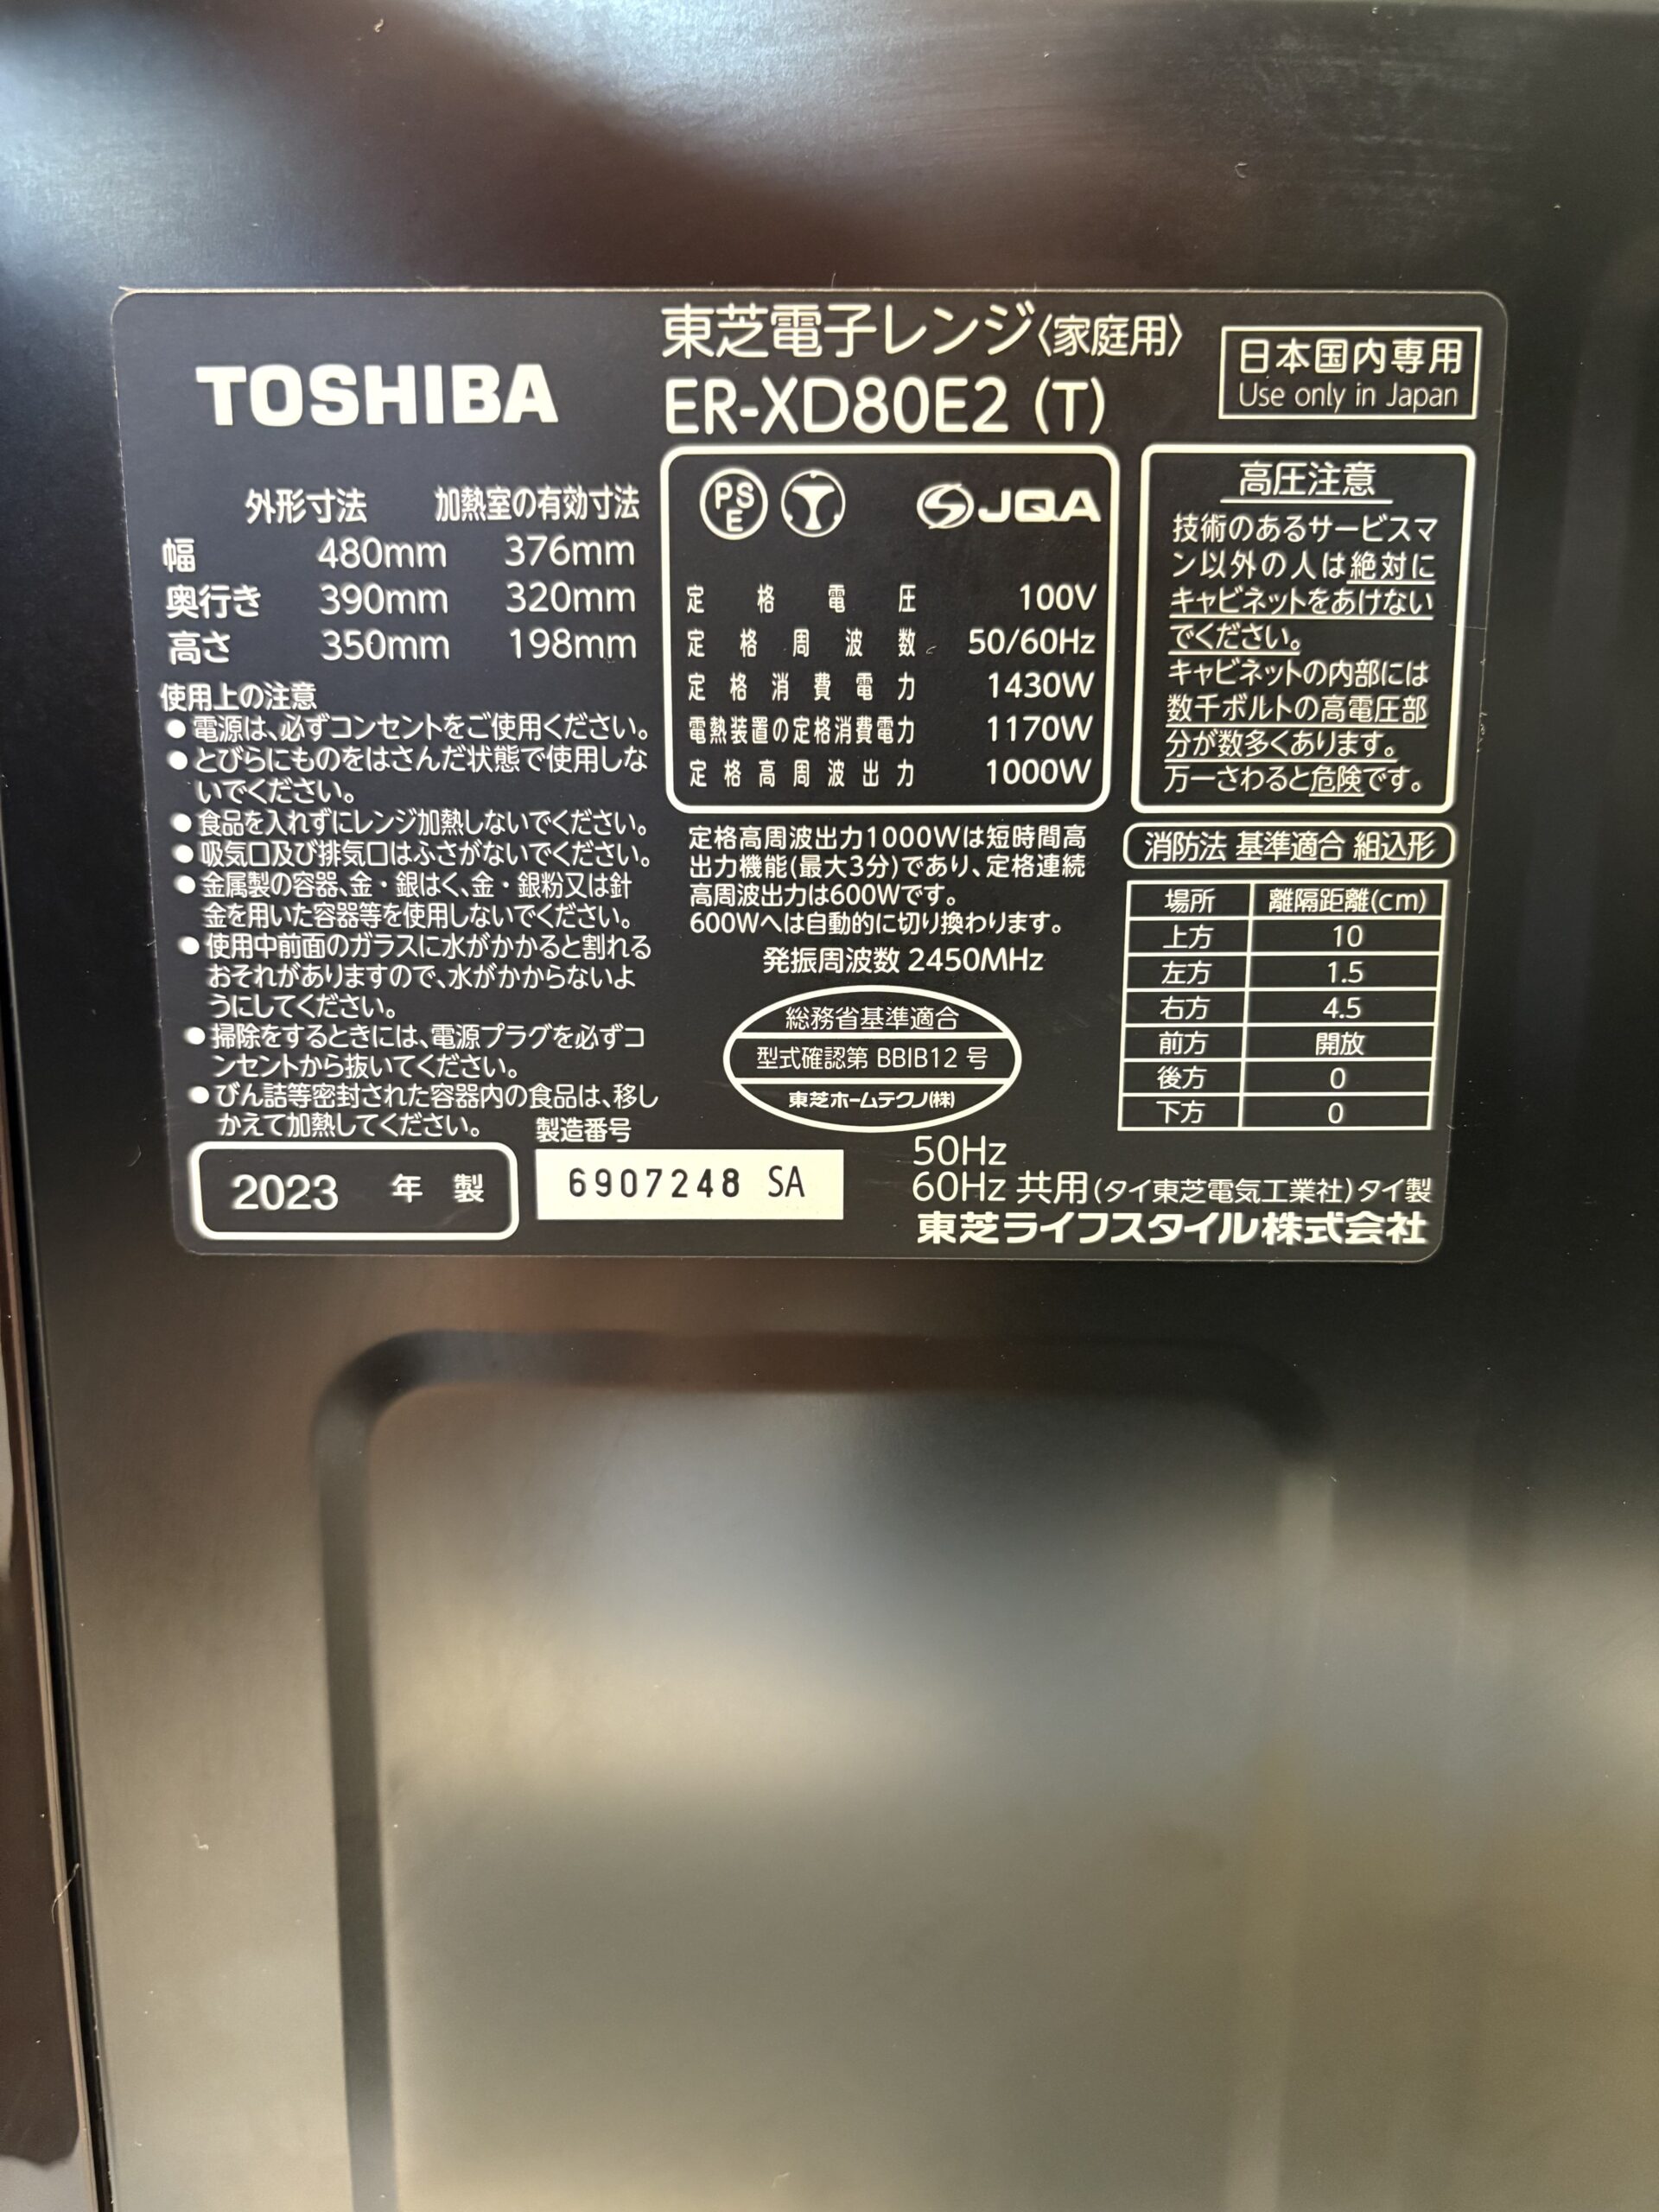 東芝電子レンジ〈家庭用〉
TOSHIBA
ER-XD80E2 (T)
日本国内専用
Use only in Japan
外形寸法 加熱室の有効寸法
幅 480mm 376mm
奥行き 390mm 320mm
高さ 350mm 198mm
使用上の注意
●電源は、必ずコンセントをご使用ください。
●とびらにものをはさんだ状態で使用しな
いでください。
●食品を入れずにレンジ加熱しないでください。
●吸気口及び排気口はふさがないでください。
●金属製の容器、金・銀はく、金・銀粉又は針
金を用いた容器等を使用しないでください。
●使用中前面のガラスに水がかかると割れる
おそれがありますので、水がかからないよ
うにしてください。
●掃除をするときには、電源プラグを必ずコ
ンセントから抜いてください。
●びん詰等密封された容器内の食品は、移し
かえて加熱してください。
PS
E
JQA
定格電圧 100V
定格周波数 50/60Hz
定格消費電力 1430W
電熱装置の定格消費電力 1170W
定格高周波出力 1000W
定格高周波出力1000Wは短時間高
出力機能(最大3分)であり、定格連続
高周波出力は600Wです。
600Wへは自動的に切り換わります。
発振周波数 2450MHz
総務省基準適合
型式確認第 BBIB12 号
東芝ホームテクノ(株)
高圧注意
技術のあるサービスマ
ン以外の人は絶対に
キャビネットをあけない
でください。
キャビネットの内部には
数千ボルトの高電圧部
分が数多くあります。
万一さわると危険です。
消防法 基準適合 組込形
場所 離隔距離(cm)
上方 10
左方 1.5
右方 4.5
前方 開放
後方 0
下方 0
2023 年 製
製造番号
6907248 SA
50Hz
60Hz 共用(タイ東芝電気工業社)タイ製
東芝ライフスタイル株式会社